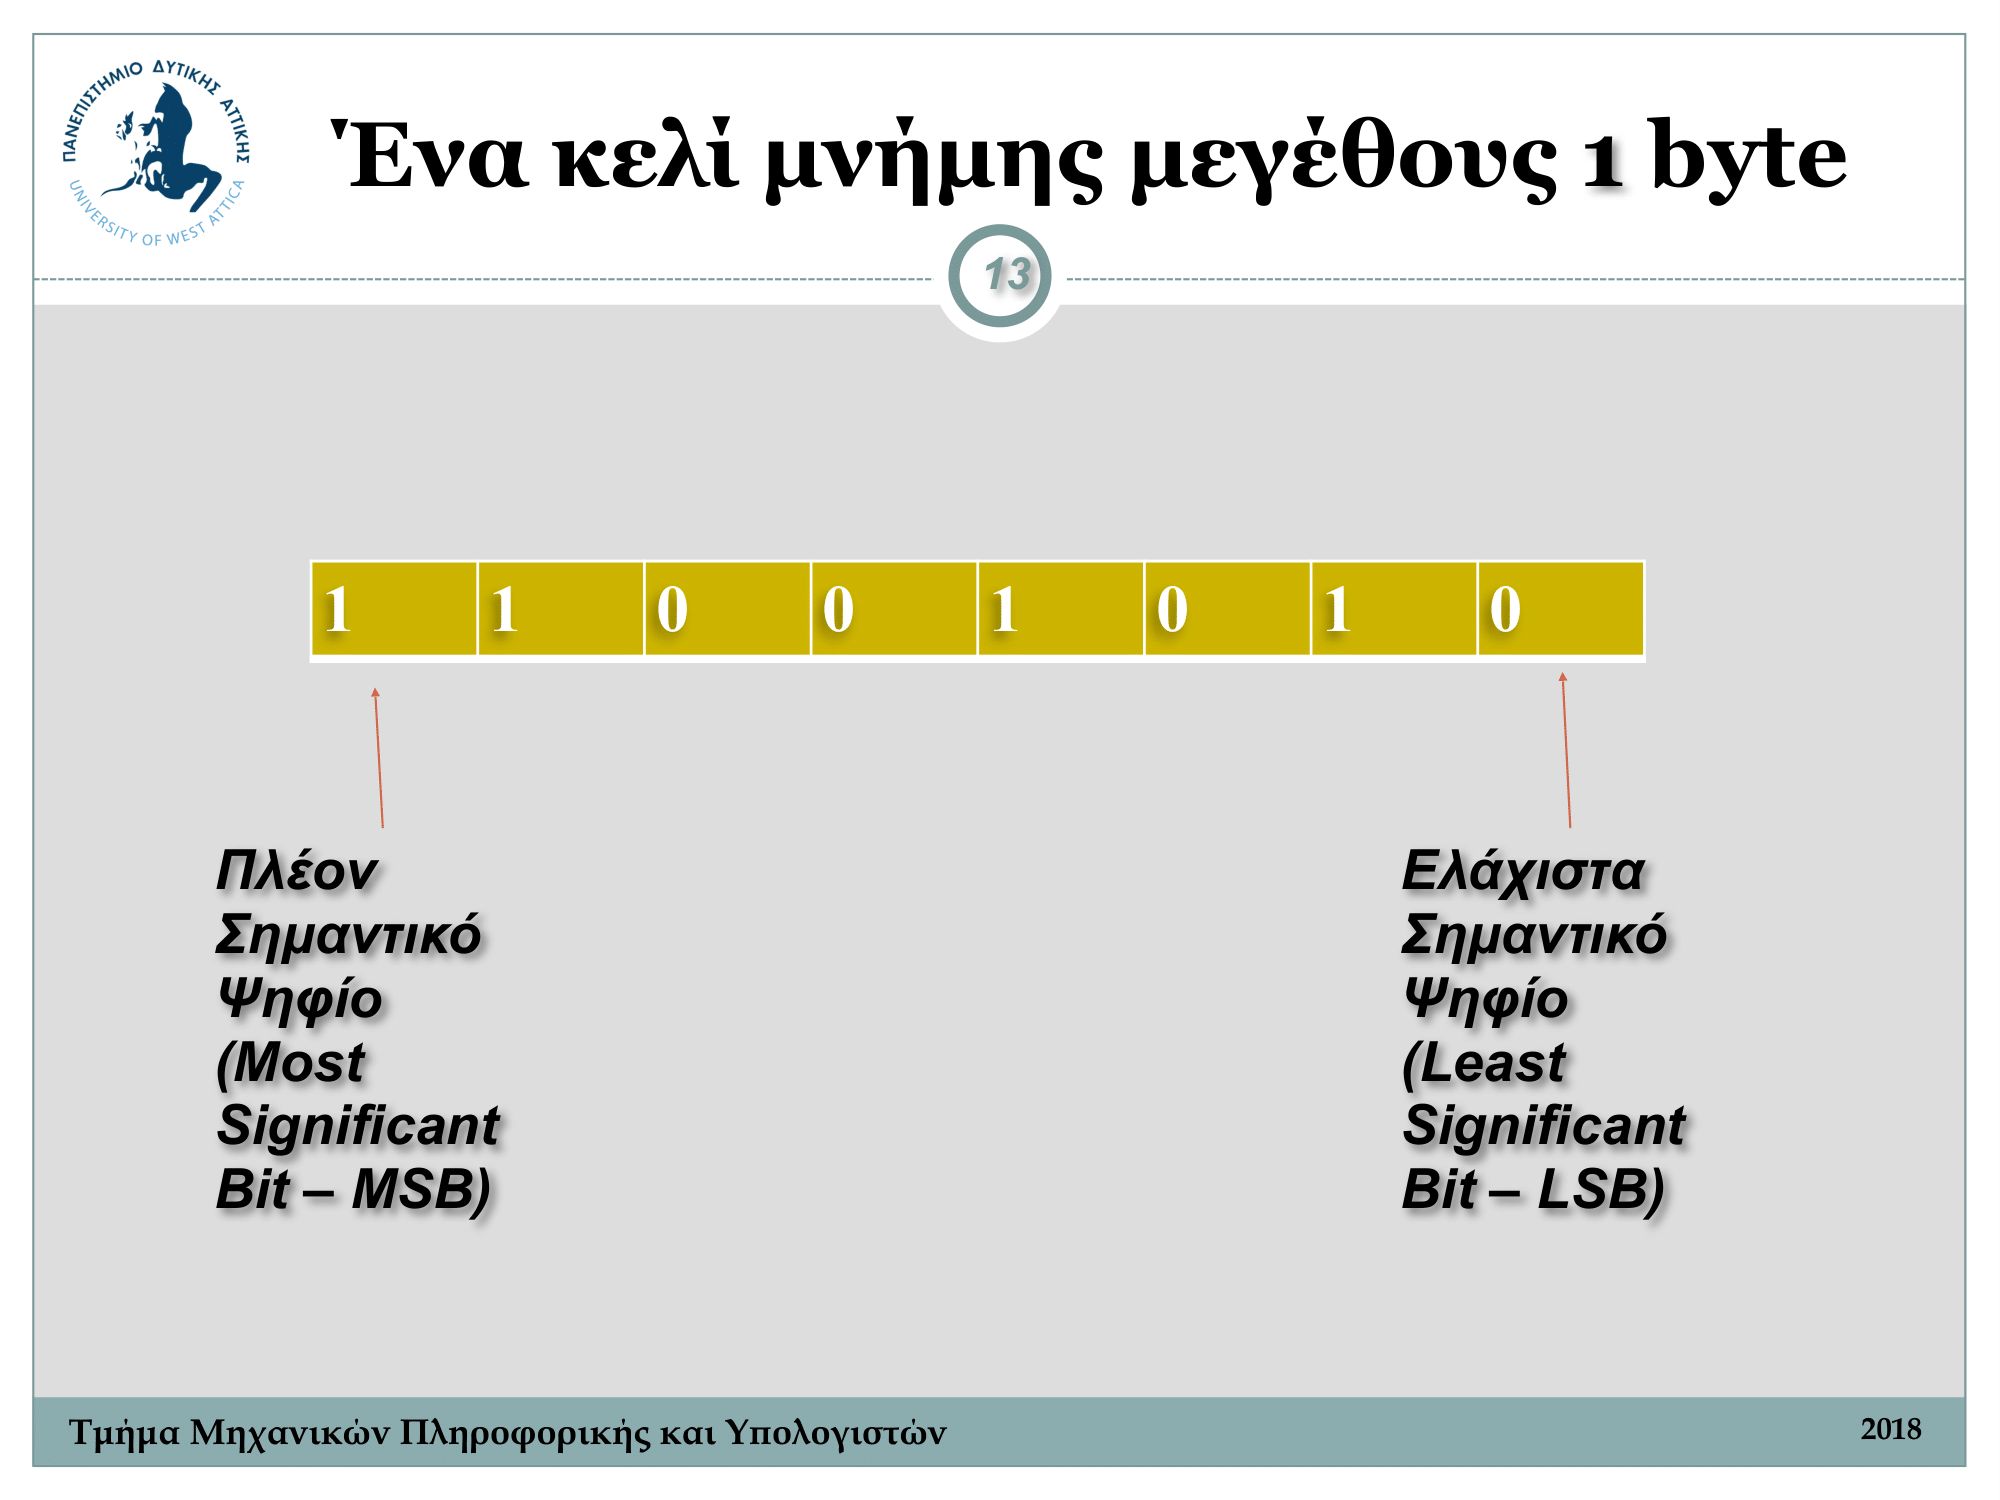 ΠΑΝΕΠΙΣΤΗΜΙΟ ΔΥΤΙΚΗΣ ΑΤΤΙΚΗΣ
UNIVERSITY OF WEST ATTICA
Ένα κελί μνήμης μεγέθους 1 byte
13
1 1 0 0 1 0 1 0
Πλέον
Σημαντικό
Ψηφίο
(Most
Significant
Bit – MSB)
Ελάχιστα
Σημαντικό
Ψηφίο
(Least
Significant
Bit – LSB)
Τμήμα Μηχανικών Πληροφορικής και Υπολογιστών
2018